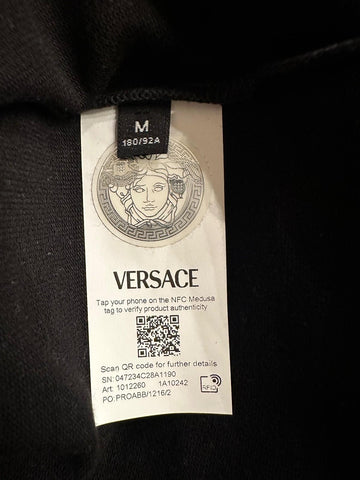 M
180/92A
VERSACE
Tap your phone on the NFC Medusa
tag to verify product authenticity
Scan QR code for further details
SN: 047234C28A1190
Art: 1012260 1A10242
PO: PROABB/1216/2
RFID